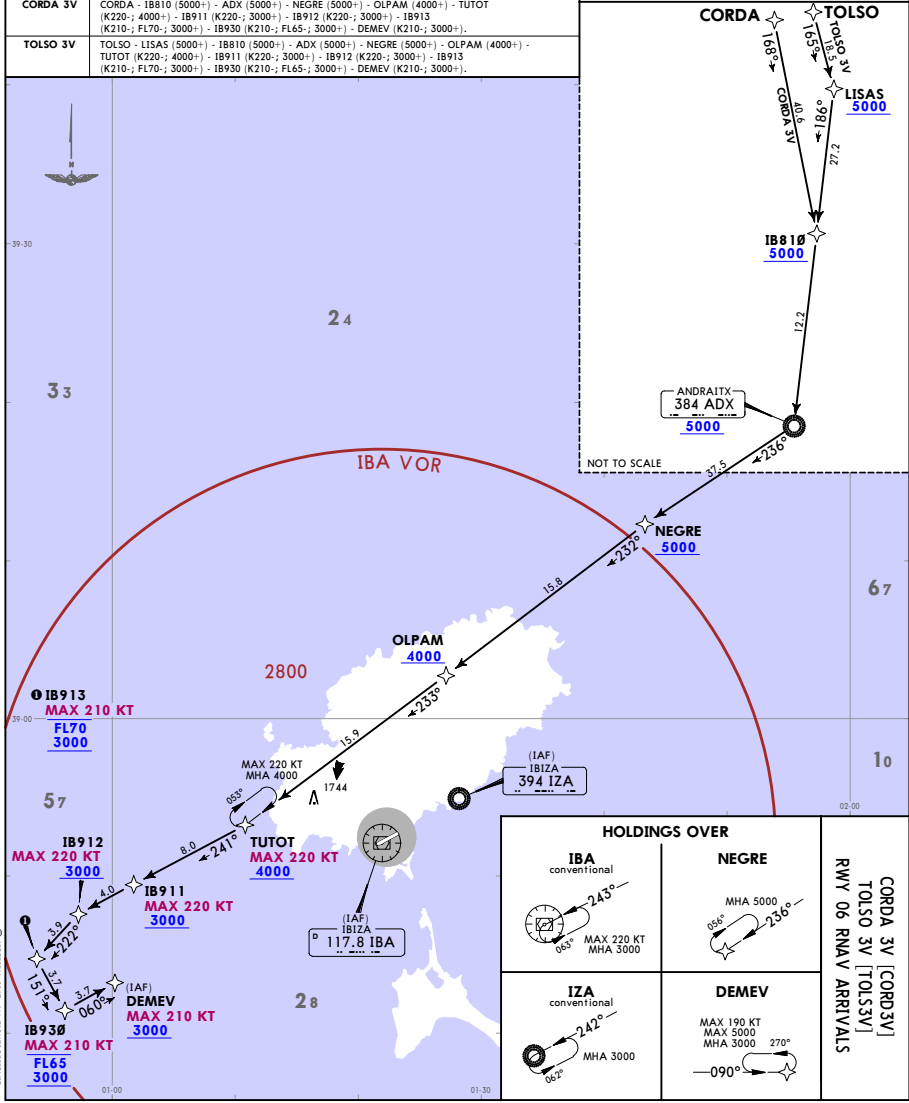 CORDA 3V
CORDA - IB810 (5000+) - ADX (5000+) - NEGRE (5000+) - OLPAM (4000+) - TUTOT
(K220-; 4000+) - IB911 (K220-; 3000+) - IB912 (K220-; 3000+) - IB913
(K210-; FL70-; 3000+) - IB930 (K210-; FL65-; 3000+) - DEMEV (K210-; 3000+).
TOLSO 3V
TOLSO - LISAS (5000+) - IB810 (5000+) - ADX (5000+) - NEGRE (5000+) - OLPAM (4000+) -
TUTOT (K220-; 4000+) - IB911 (K220-; 3000+) - IB912 (K220-; 3000+) - IB913
(K210-; FL70-; 3000+) - IB930 (K210-; FL65-; 3000+) - DEMEV (K210-; 3000+).
CORDA
TOLSO
168°
165°
TOLSO 3V
18.5
LISAS
5000
CORDA 3V
40.6
186°
27.2
IB81Ø
5000
12.2
ANDRAITX
384 ADX
5000
236°
NOT TO SCALE
37.5
N
39-30
24
33
IBA VOR
NEGRE
5000
232°
15.8
67
OLPAM
4000
233°
2800
❶ IB913
MAX 210 KT
FL70
3000
39-00
15.9
MAX 220 KT
MHA 4000
053°
1744
(IAF)
IBIZA
394 IZA
10
02-00
57
TUTOT
MAX 220 KT
4000
8.0
241°
IB912
MAX 220 KT
3000
4.0
IB911
MAX 220 KT
3000
❶
3.9
222°
(IAF)
IBIZA
D 117.8 IBA
3.7
151°
3.7
060°
(IAF)
DEMEV
MAX 210 KT
3000
IB93Ø
MAX 210 KT
FL65
3000
28
01-00
01-30
HOLDINGS OVER
IBA
conventional
243°
063°
MAX 220 KT
MHA 3000
NEGRE
MHA 5000
056°
236°
IZA
conventional
242°
062°
MHA 3000
DEMEV
MAX 190 KT
MAX 5000
MHA 3000
270°
090°
CORDA 3V [CORD3V]
TOLSO 3V [TOLS3V]
RWY 06 RNAV ARRIVALS